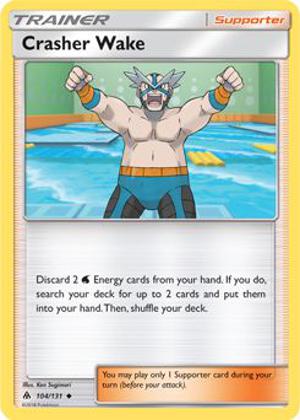 TRAINER Supporter
Crasher Wake
Discard 2 Energy cards from your hand. If you do,
search your deck for up to 2 cards and put them
into your hand. Then, shuffle your deck.
Illus. Ken Sugimori
104/131
You may play only 1 Supporter card during your
turn (before your attack).
©2018 Pokémon